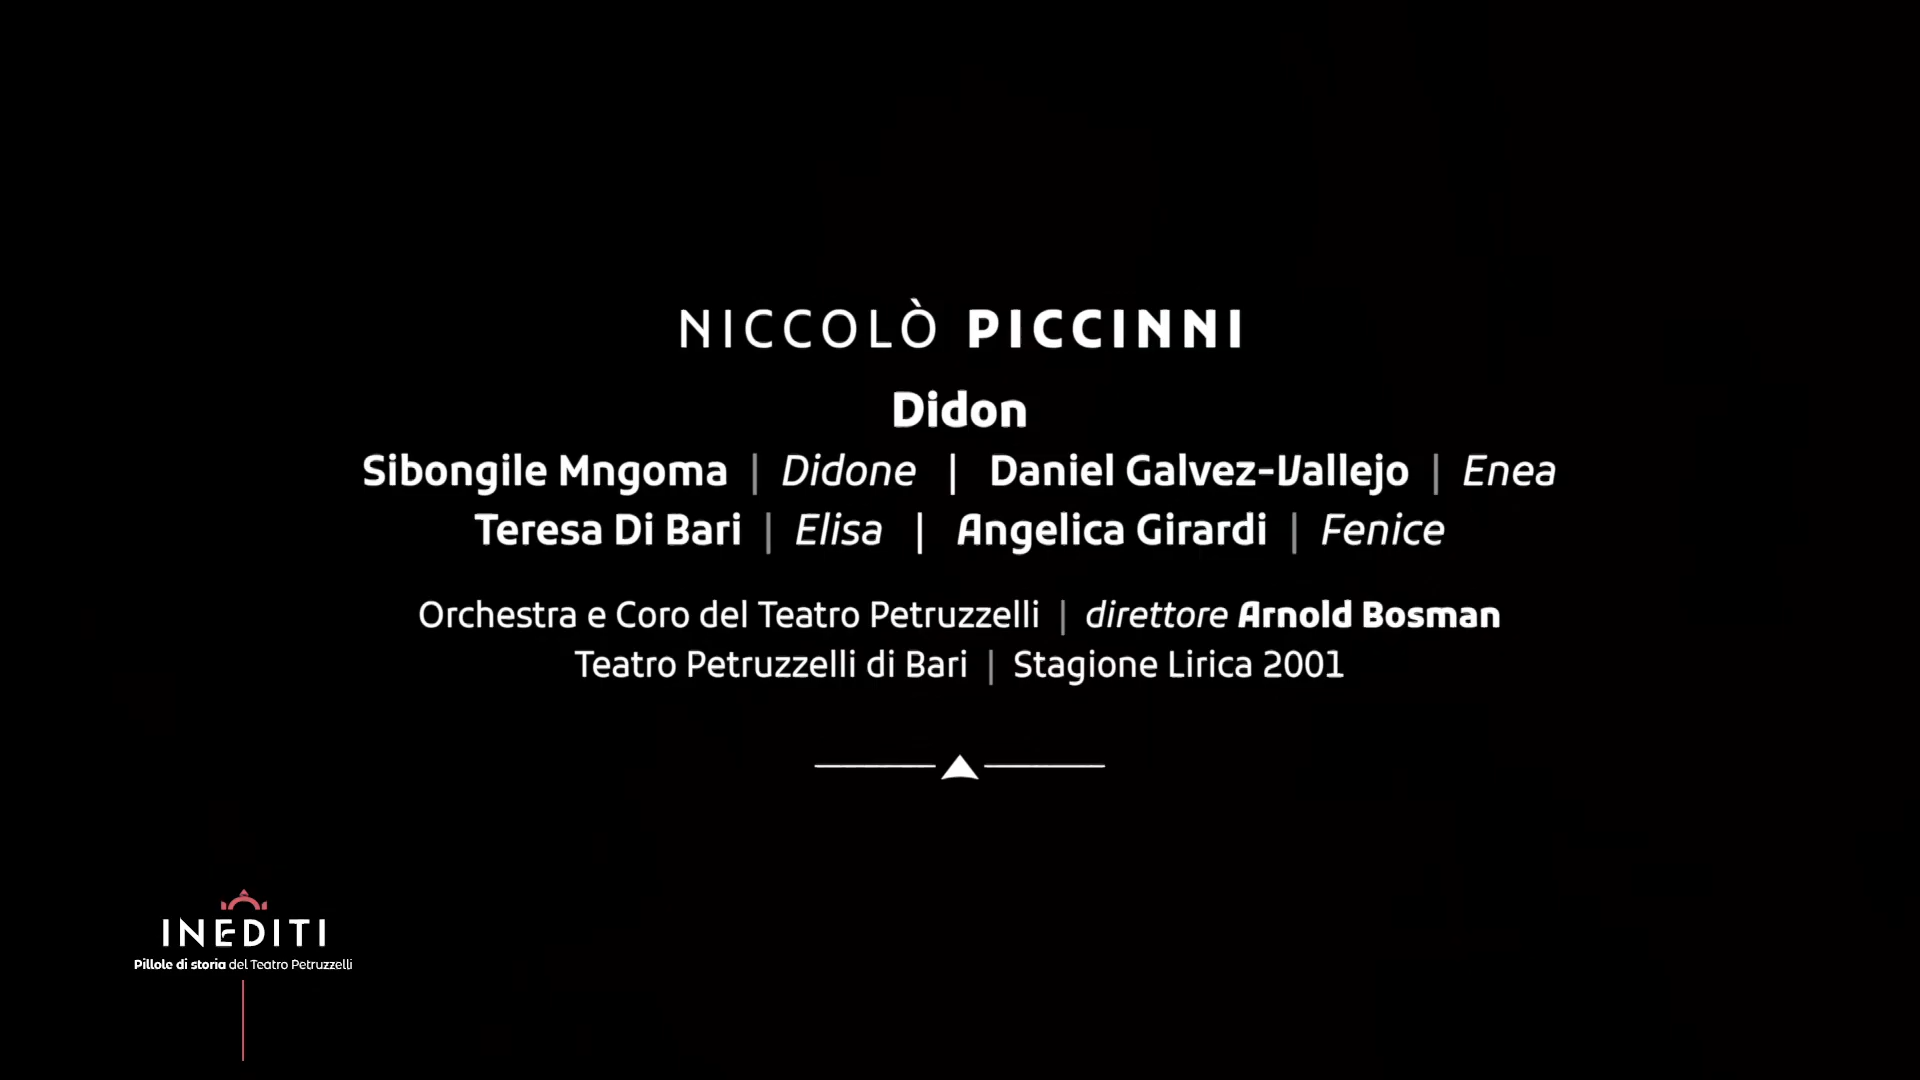 NICCOLÒ PICCINNI
Didon
Sibongile Mngoma | Didone | Daniel Galvez-Vallejo | Enea
Teresa Di Bari | Elisa | Angelica Girardi | Fenice
Orchestra e Coro del Teatro Petruzzelli | direttore Arnold Bosman
Teatro Petruzzelli di Bari | Stagione Lirica 2001
INEDITI
Pillole di storia del Teatro Petruzzelli